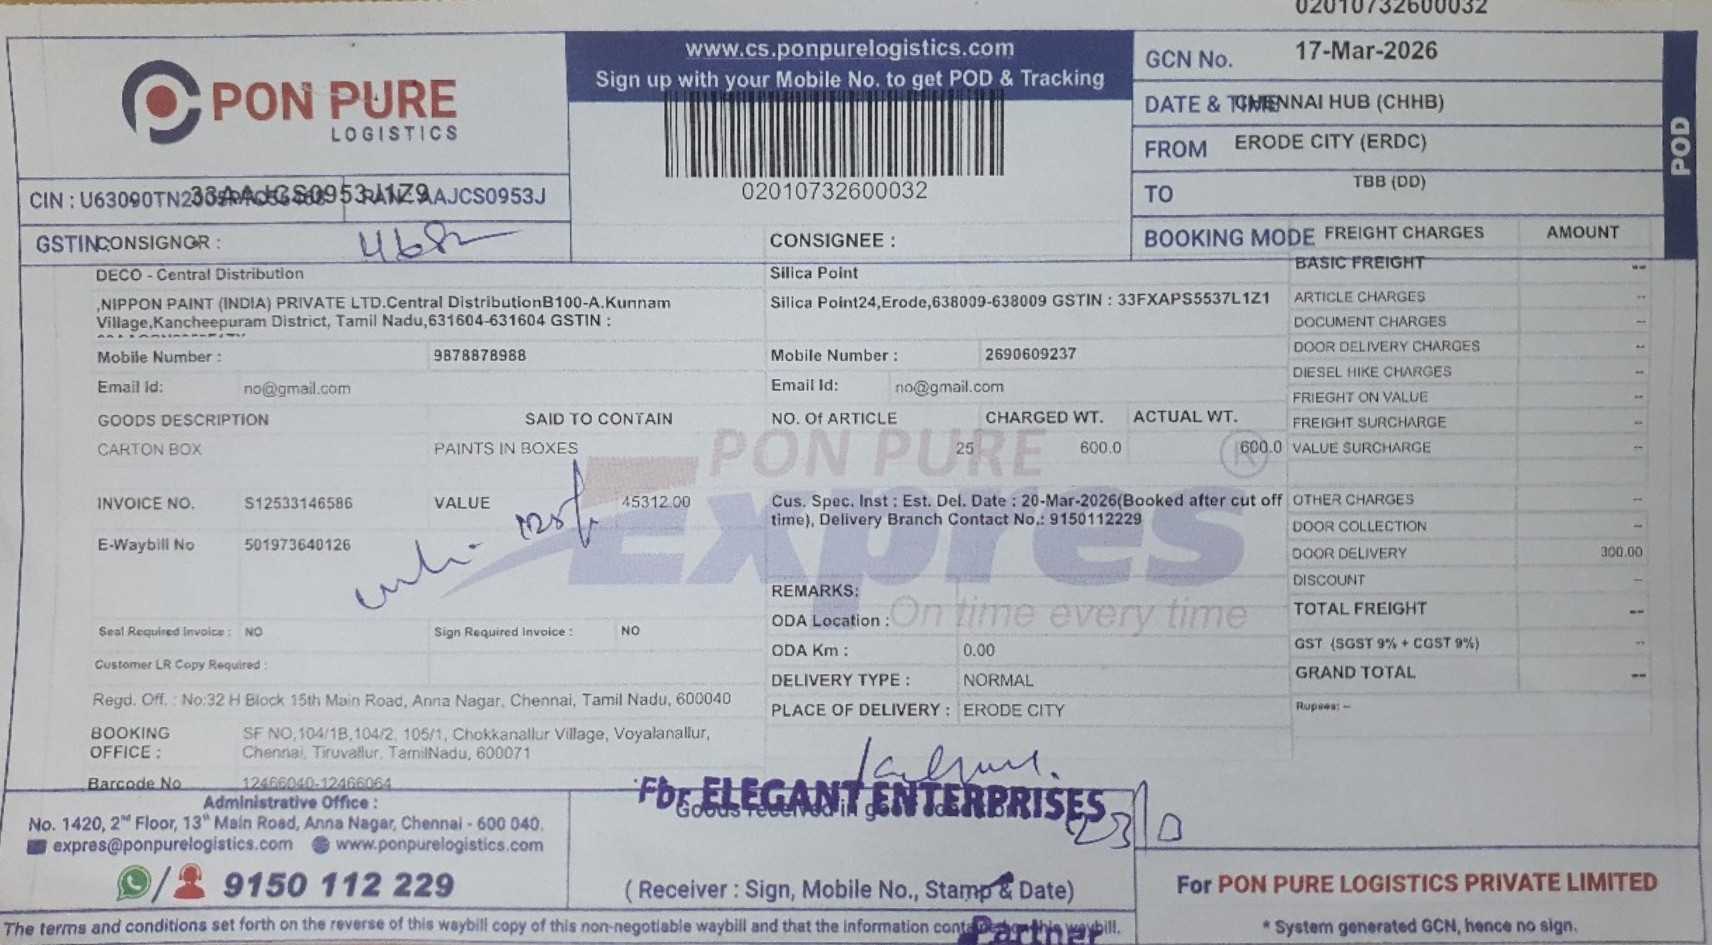 02010732600032
PON PURE
LOGISTICS
www.cs.ponpurelogistics.com
Sign up with your Mobile No. to get POD & Tracking
02010732600032
GCN No. 17-Mar-2026
DATE & TIME CHENNAI HUB (CHHB)
FROM ERODE CITY (ERDC)
TO TBB (DD)
BOOKING MODE
POD
CIN : 33AAJCS0953J1Z9 AAJCS0953J
GSTIN
CONSIGNOR :
468
DECO - Central Distribution
,NIPPON PAINT (INDIA) PRIVATE LTD.Central DistributionB100-A.Kunnam
Village,Kancheepuram District, Tamil Nadu,631604-631604 GSTIN :
Mobile Number : 9878878988
Email Id: no@gmail.com
CONSIGNEE :
Silica Point
Silica Point24,Erode,638009-638009 GSTIN : 33FXAPS5537L1Z1
Mobile Number : 2690609237
Email Id: no@gmail.com
GOODS DESCRIPTION SAID TO CONTAIN NO. Of ARTICLE CHARGED WT. ACTUAL WT.
CARTON BOX PAINTS IN BOXES 25 600.0 600.0
INVOICE NO. S12533146586 VALUE 45312.00
E-Waybill No 501973640126
Cus. Spec. Inst : Est. Del. Date : 20-Mar-2026(Booked after cut off
time), Delivery Branch Contact No.: 9150112229
PON PURE
Expres
On time every time
REMARKS:
ODA Location :
ODA Km : 0.00
DELIVERY TYPE : NORMAL
PLACE OF DELIVERY : ERODE CITY
Seal Required Invoice : NO Sign Required Invoice : NO
Customer LR Copy Required :
Regd. Off. : No:32 H Block 15th Main Road, Anna Nagar, Chennai, Tamil Nadu, 600040
BOOKING OFFICE : SF NO,104/1B,104/2, 105/1, Chokkanallur Village, Voyalanallur,
Chennai, Tiruvallur, TamilNadu, 600071
Barcode No 12466040-12466064
FREIGHT CHARGES AMOUNT
BASIC FREIGHT --
ARTICLE CHARGES --
DOCUMENT CHARGES --
DOOR DELIVERY CHARGES --
DIESEL HIKE CHARGES --
FRIEGHT ON VALUE --
FREIGHT SURCHARGE --
VALUE SURCHARGE --
OTHER CHARGES --
DOOR COLLECTION --
DOOR DELIVERY 300.00
DISCOUNT --
TOTAL FREIGHT --
GST (SGST 9% + CGST 9%) --
GRAND TOTAL --
Rupees: --
Administrative Office :
No. 1420, 2nd Floor, 13th Main Road, Anna Nagar, Chennai - 600 040.
expres@ponpurelogistics.com www.ponpurelogistics.com
9150 112 229
For ELEGANT ENTERPRISES
Goods received in
23/
(Receiver : Sign, Mobile No., Stamp & Date)
Partner
For PON PURE LOGISTICS PRIVATE LIMITED
* System generated GCN, hence no sign.
The terms and conditions set forth on the reverse of this waybill copy of this non-negotiable waybill and that the information this waybill.